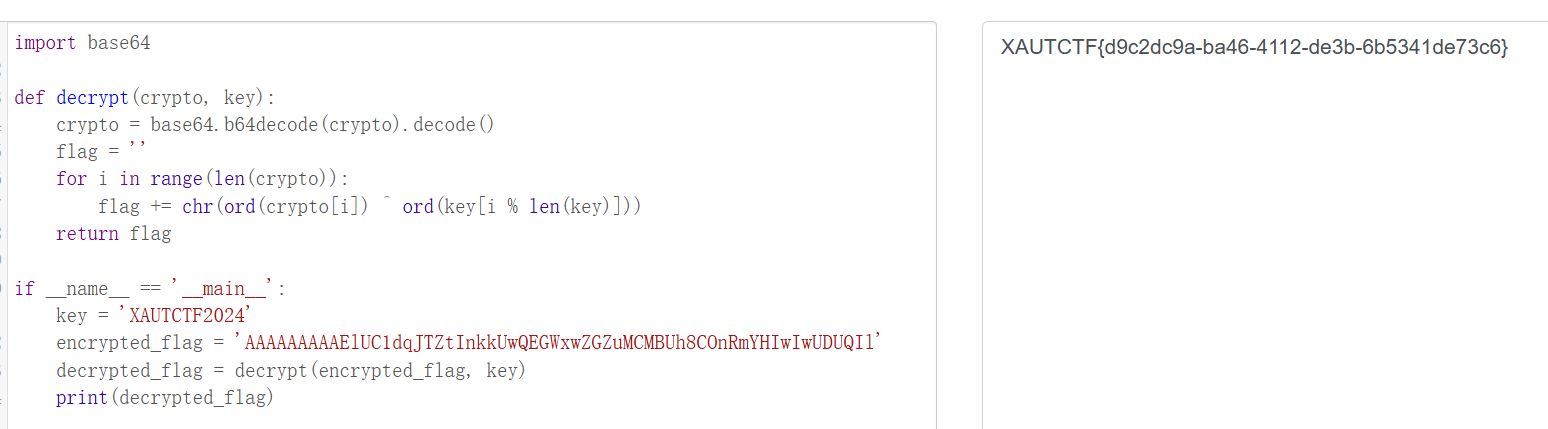 import base64
def decrypt(crypto, key):
    crypto = base64.b64decode(crypto).decode()
    flag = ''
    for i in range(len(crypto)):
        flag += chr(ord(crypto[i]) ^ ord(key[i % len(key)]))
    return flag
if __name__ == '__main__':
    key = 'XAUTCTF2024'
    encrypted_flag = 'AAAAAAAAAElUC1dqJTZtInkkUwQEGWxwZGZuMCMBUh8COnRmYHIwIwUDUQIl'
    decrypted_flag = decrypt(encrypted_flag, key)
    print(decrypted_flag)
XAUTCTF{d9c2dc9a-ba46-4112-de3b-6b5341de73c6}